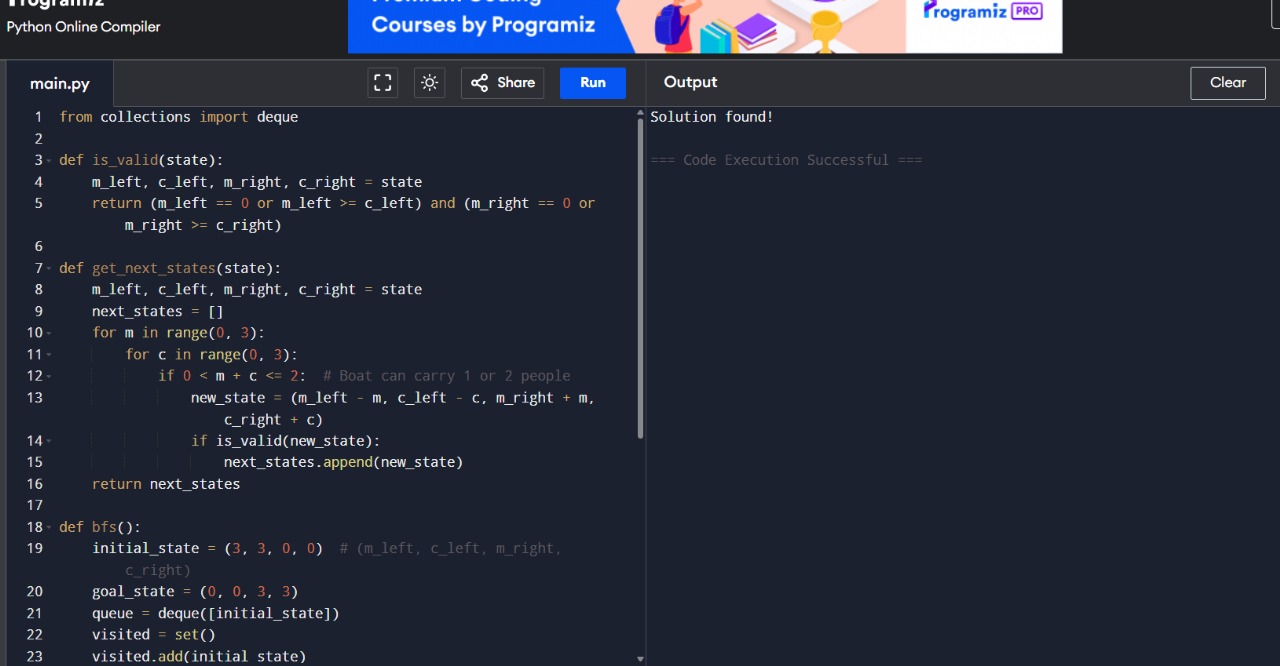 Programiz
Python Online Compiler
Premium Coding
Courses by Programiz
Programiz PRO
main.py
Share
Run
Output
Clear
1 from collections import deque
2
3 def is_valid(state):
4 m_left, c_left, m_right, c_right = state
5 return (m_left == 0 or m_left >= c_left) and (m_right == 0 or
m_right >= c_right)
6
7 def get_next_states(state):
8 m_left, c_left, m_right, c_right = state
9 next_states = []
10 for m in range(0, 3):
11 for c in range(0, 3):
12 if 0 < m + c <= 2:  # Boat can carry 1 or 2 people
13 new_state = (m_left - m, c_left - c, m_right + m,
c_right + c)
14 if is_valid(new_state):
15 next_states.append(new_state)
16 return next_states
17
18 def bfs():
19 initial_state = (3, 3, 0, 0)  # (m_left, c_left, m_right,
c_right)
20 goal_state = (0, 0, 3, 3)
21 queue = deque([initial_state])
22 visited = set()
23 visited.add(initial_state)
Solution found!
=== Code Execution Successful ===